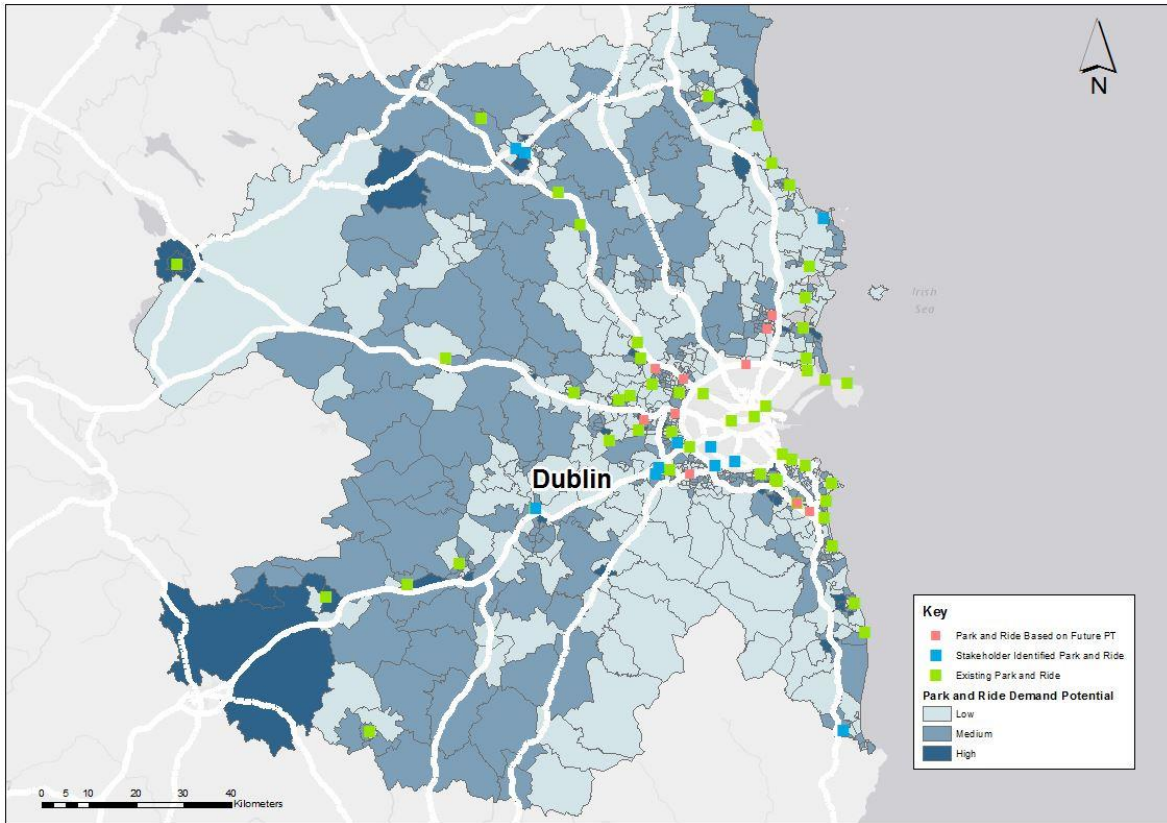 N
Irish
Sea
Dublin
Key
Park and Ride Based on Future PT
Stakeholder Identified Park and Ride
Existing Park and Ride
Park and Ride Demand Potential
Low
Medium
High
0 5 10 20 30 40
Kilometers